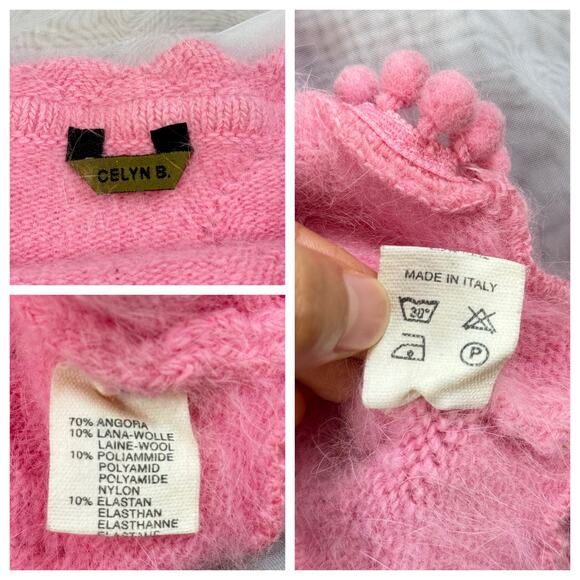 CELYN B.
MADE IN ITALY
30°
P
70% ANGORA
10% LANA-WOLLE
LAINE-WOOL
10% POLIAMMIDE
POLYAMID
POLYAMIDE
NYLON
10% ELASTAN
ELASTHAN
ELASTHANNE
ELASTANE